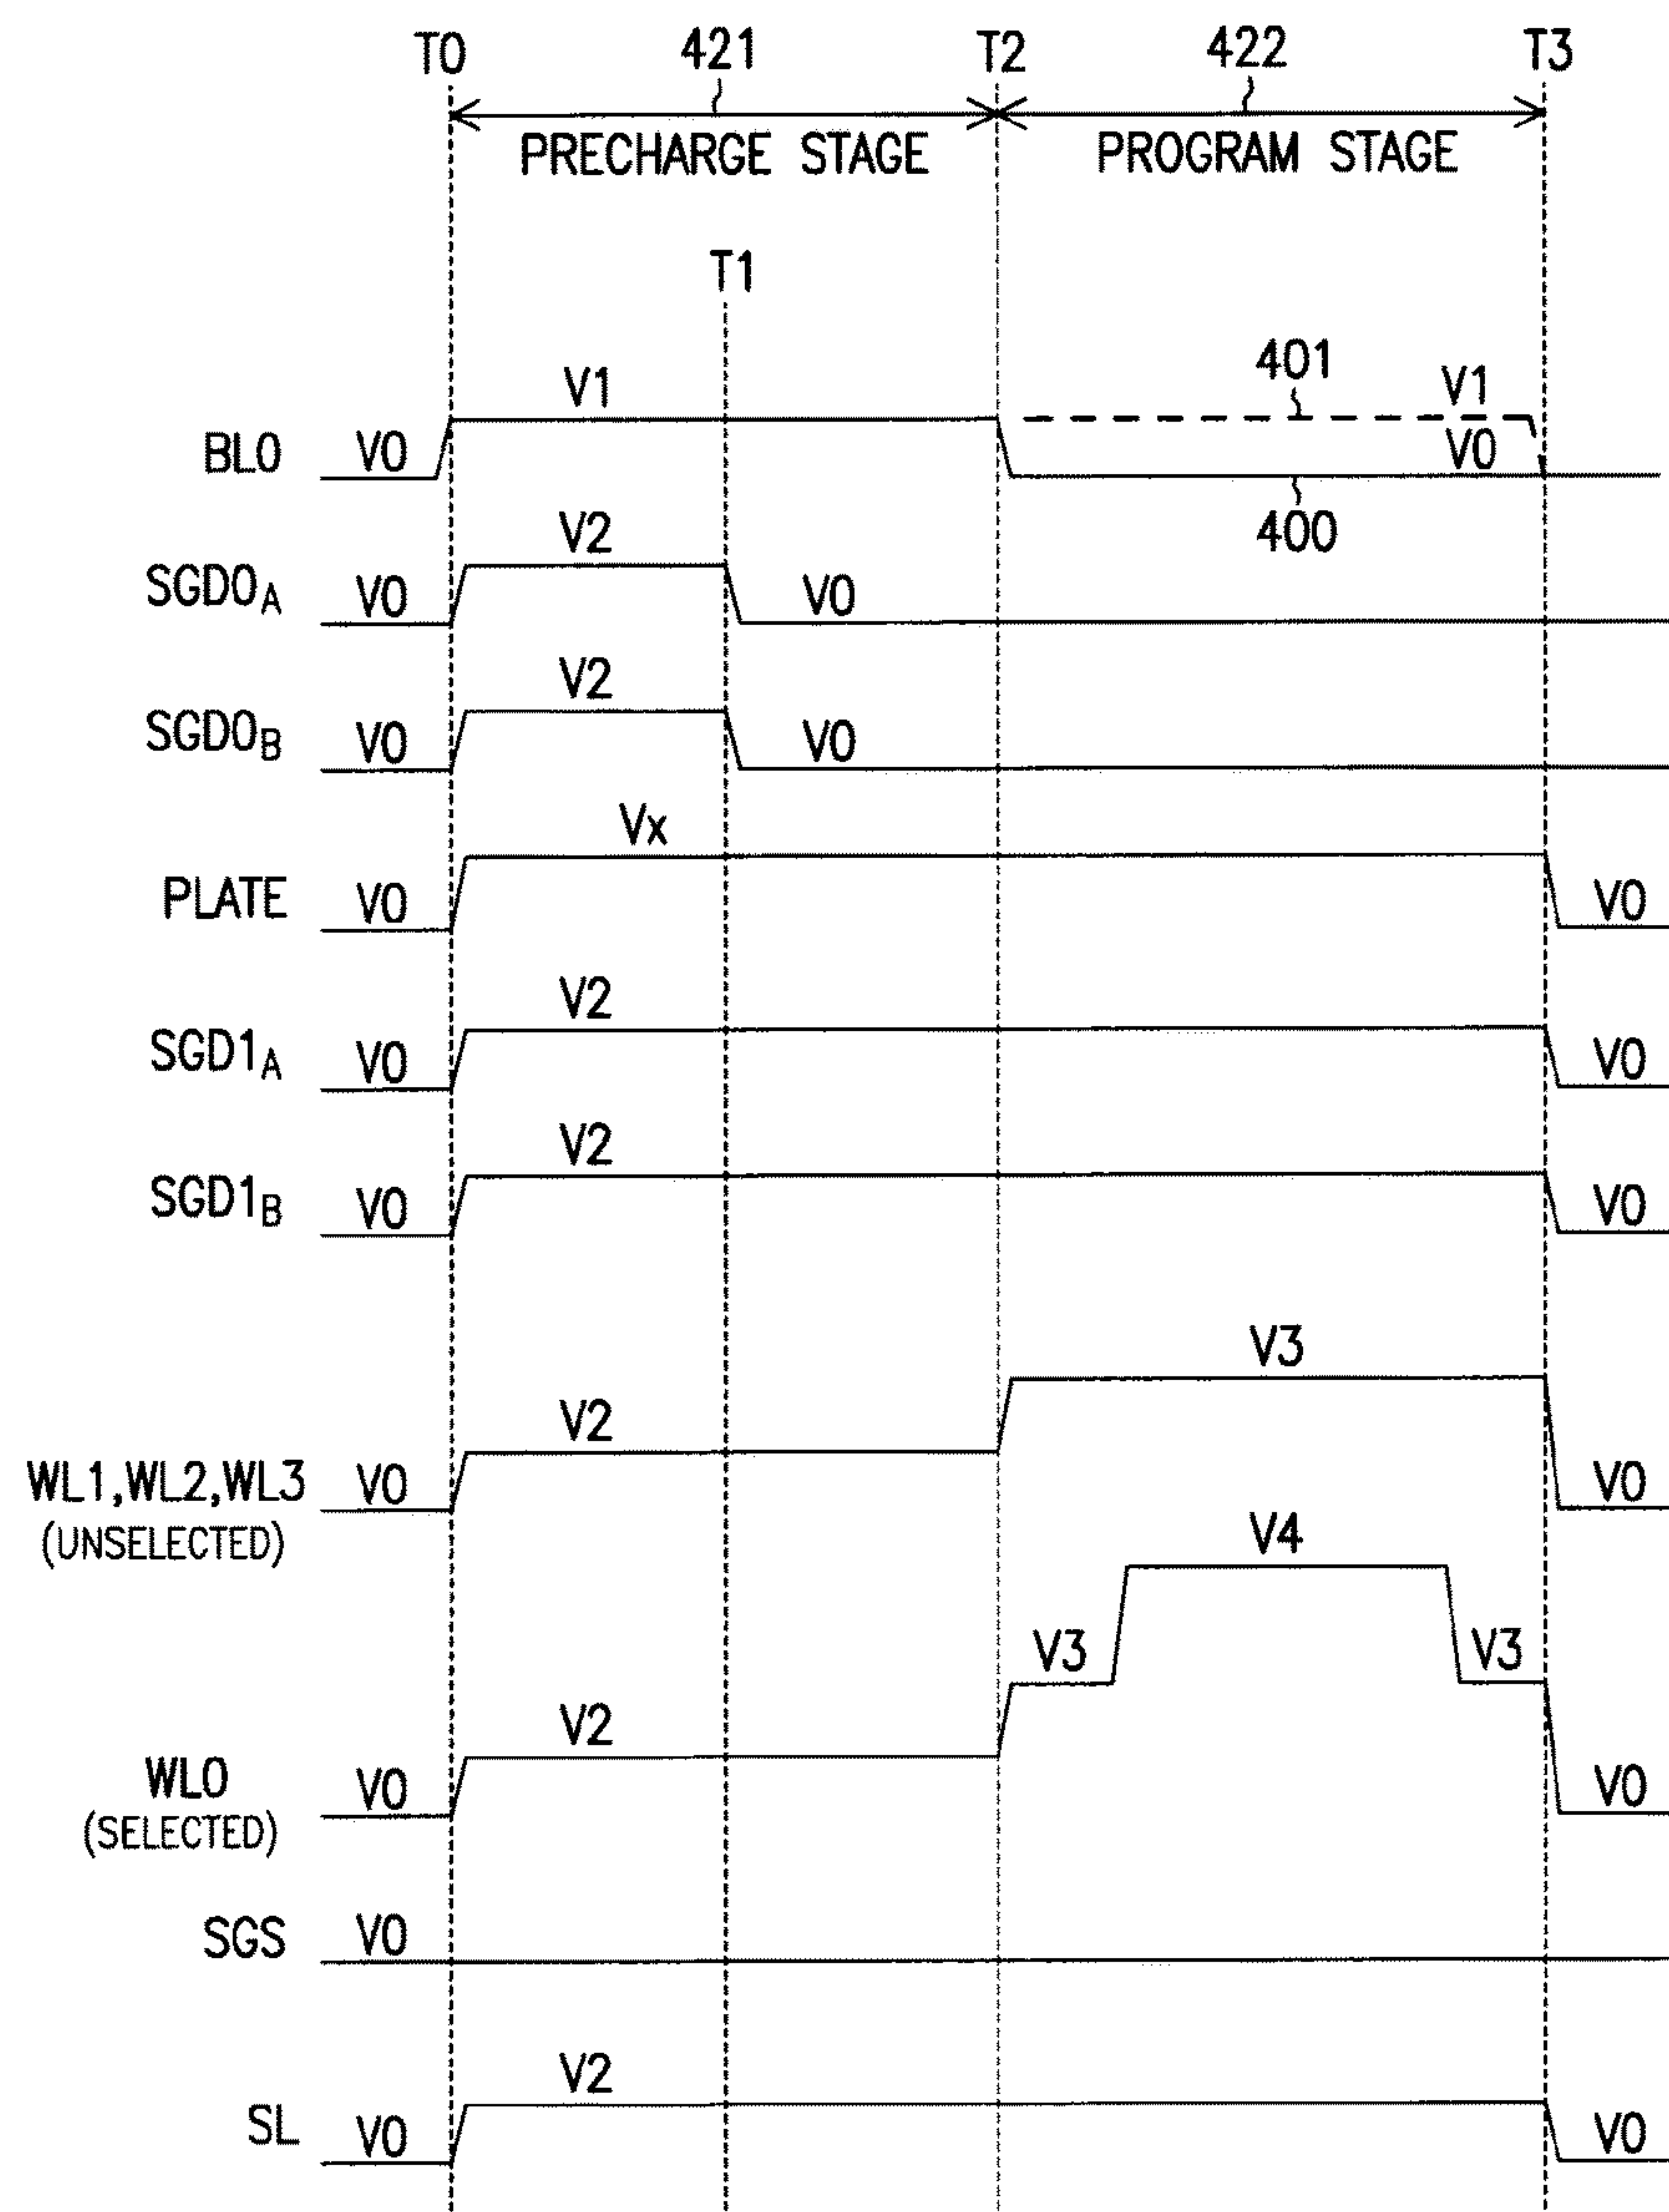 T0 421 T2 422 T3
PRECHARGE STAGE PROGRAM STAGE
T1
BL0 V0 V1 401 V1
V0
400
SGD0A V0 V2 V0
SGD0B V0 V2 V0
PLATE V0 Vx V0
SGD1A V0 V2 V0
SGD1B V0 V2 V0
WL1,WL2,WL3 V0 V2 V3 V0
(UNSELECTED)
WL0 V0 V2 V3 V4 V3 V0
(SELECTED)
SGS V0
SL V0 V2 V0